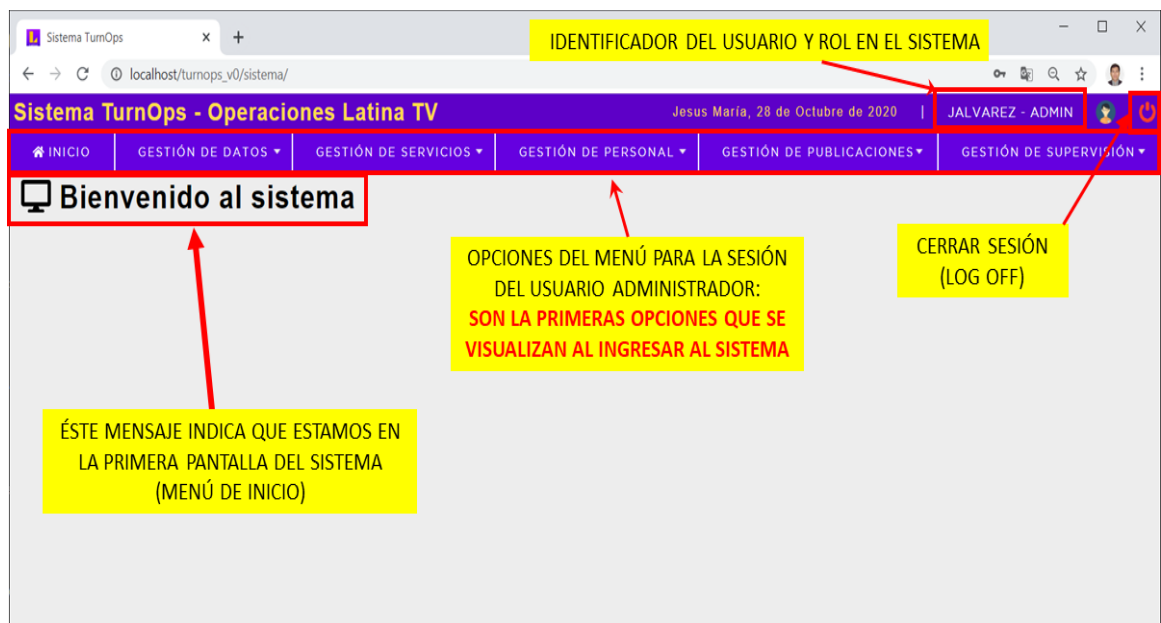 Sistema TurnOps
IDENTIFICADOR DEL USUARIO Y ROL EN EL SISTEMA
localhost/turnops_v0/sistema/
Sistema TurnOps - Operaciones Latina TV
Jesus María, 28 de Octubre de 2020 | JALVAREZ - ADMIN
INICIO GESTIÓN DE DATOS GESTIÓN DE SERVICIOS GESTIÓN DE PERSONAL GESTIÓN DE PUBLICACIONES GESTIÓN DE SUPERVISIÓN
Bienvenido al sistema
OPCIONES DEL MENÚ PARA LA SESIÓN
DEL USUARIO ADMINISTRADOR:
SON LA PRIMERAS OPCIONES QUE SE
VISUALIZAN AL INGRESAR AL SISTEMA
CERRAR SESIÓN
(LOG OFF)
ÉSTE MENSAJE INDICA QUE ESTAMOS EN
LA PRIMERA PANTALLA DEL SISTEMA
(MENÚ DE INICIO)